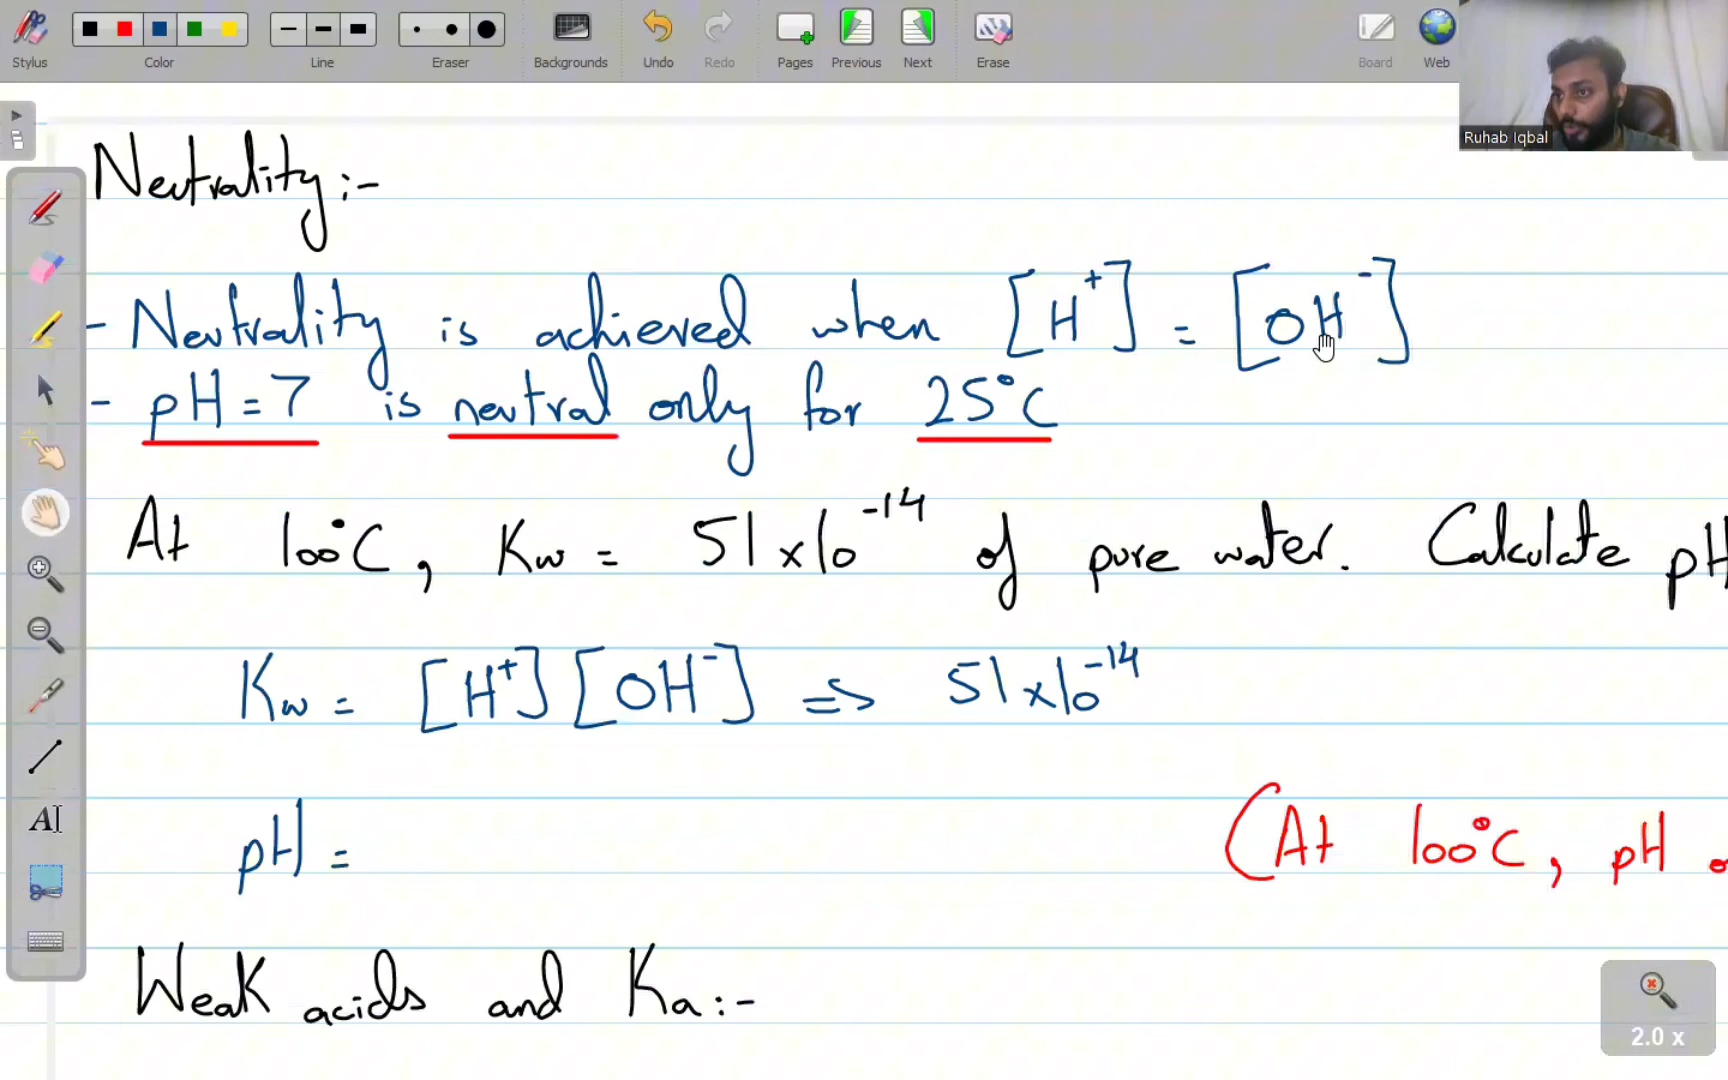 Stylus Color Line Eraser Backgrounds Undo Redo Pages Previous Next Erase Board Web
Ruhab Iqbal
Neutrality :-
- Neutrality is achieved when [H⁺] = [OH⁻]
- pH = 7 is neutral only for 25°C
At 100°C, Kw = 51 x 10⁻¹⁴ of pure water. Calculate pH
Kw = [H⁺] [OH⁻] => 51 x 10⁻¹⁴
pH =
(At 100°C, pH
Weak acids and Ka :-
2.0 x